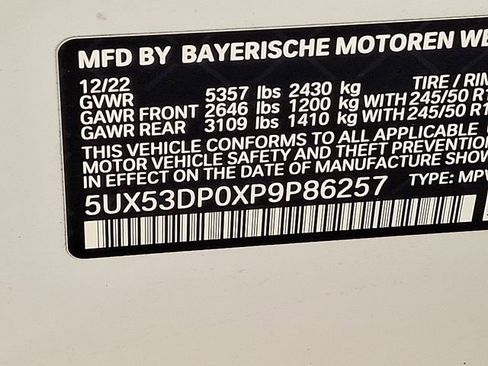 MFD BY BAYERISCHE MOTOREN WE
12/22 TIRE / RIM
GVWR 5357 lbs 2430 kg
GAWR FRONT 2646 lbs 1200 kg WITH 245/50 R1
GAWR REAR 3109 lbs 1410 kg WITH 245/50 R1
THIS VEHICLE CONFORMS TO ALL APPLICABLE
MOTOR VEHICLE SAFETY AND THEFT PREVENTION
IN EFFECT ON THE DATE OF MANUFACTURE SHOW
5UX53DP0XP9P86257 TYPE: MPV